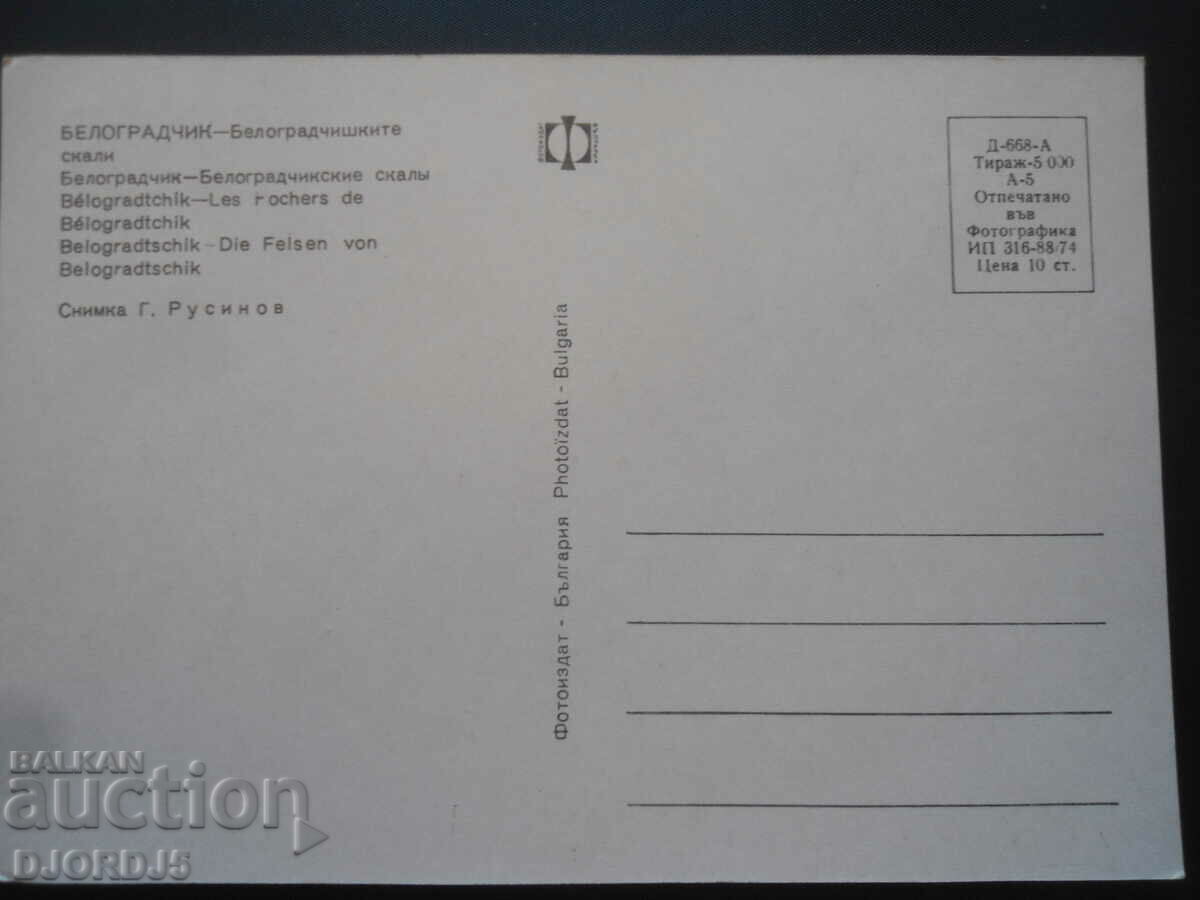 БЕЛОГРАДЧИК—Белоградчишките
скали
Белоградчик—Белоградчикские скалы
Bélogradtchik—Les rochers de
Bélogradtchik
Belogradtschik-Die Felsen von
Belogradtschik
Снимка Г. Русинов
Фотоиздат - България Photoïzdat - Bulgaria
Д-668-А
Тираж-5 000
А-5
Отпечатано
във
Фотографика
ИП 316-88/74
Цена 10 ст.
BALKAN
auction
DJORDJ5